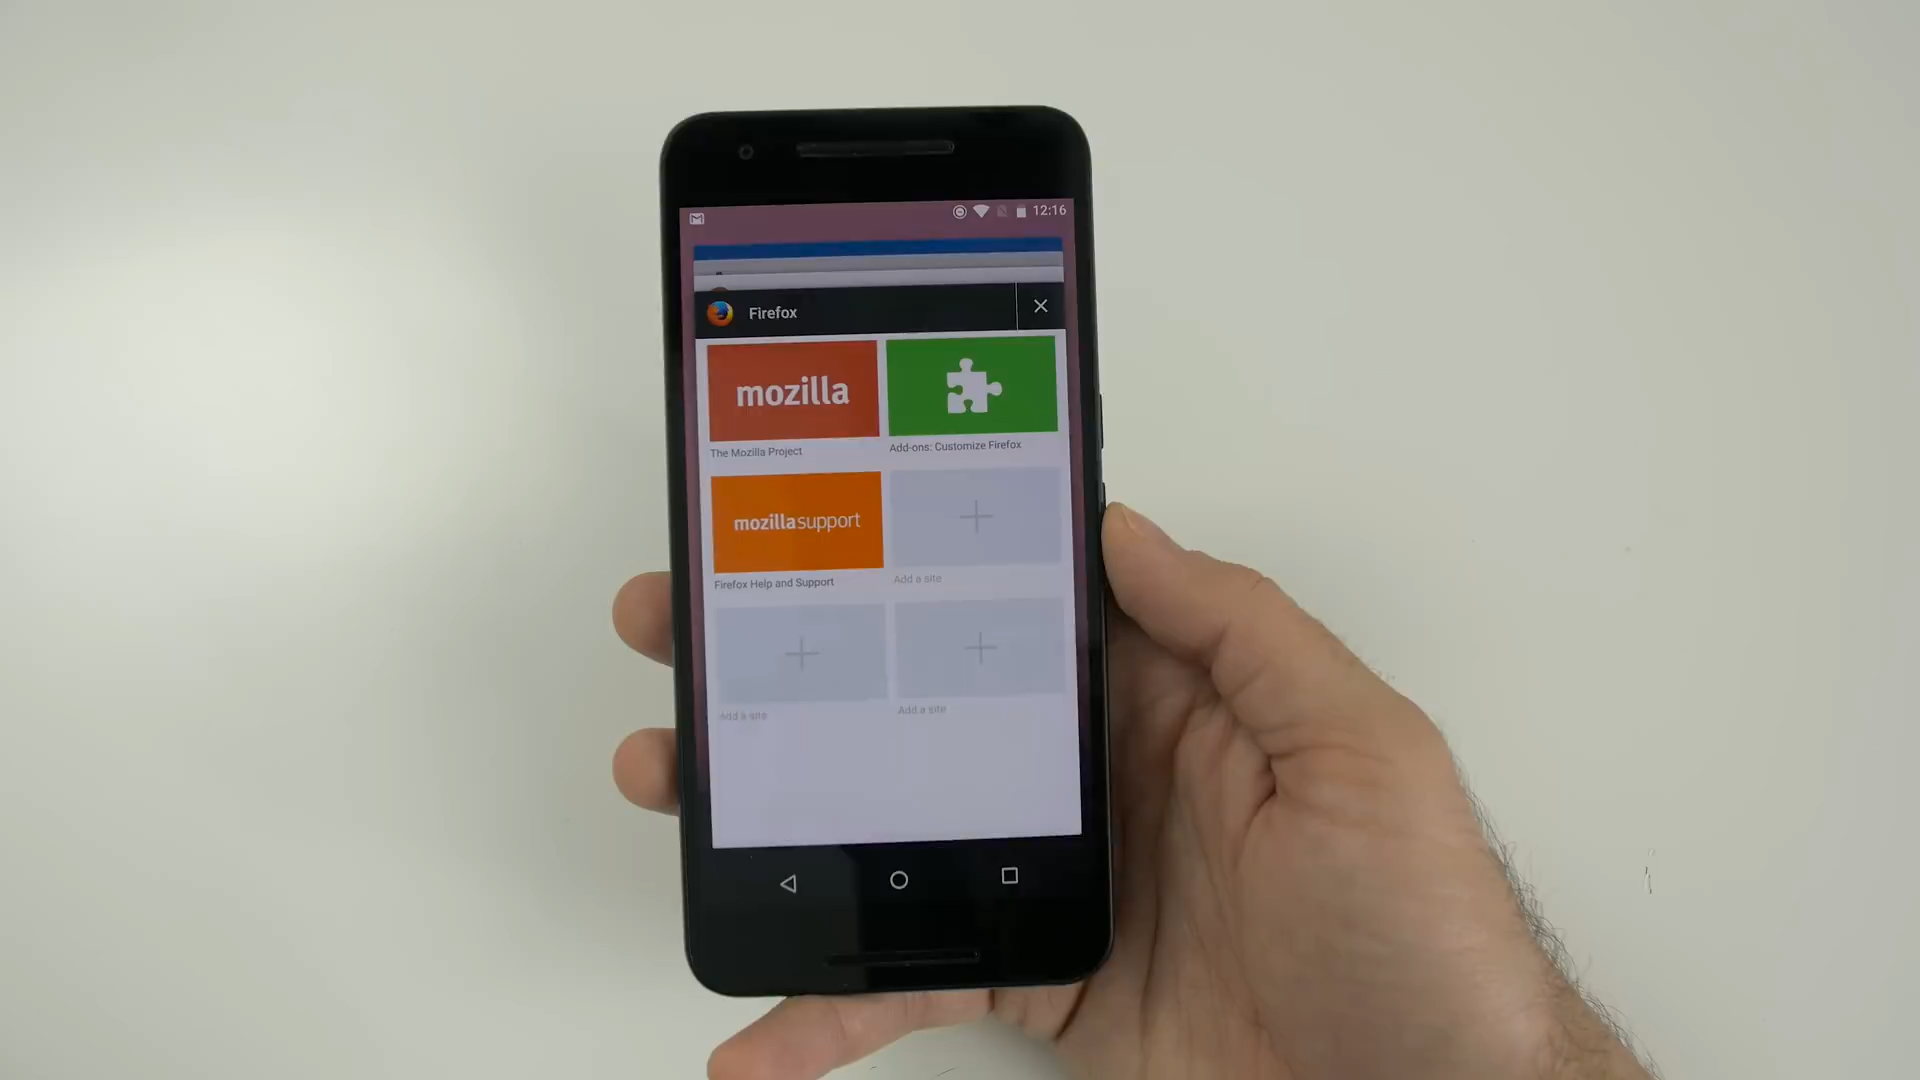 12:16
Firefox
mozilla
The Mozilla Project
Add-ons: Customize Firefox
mozilla support
Firefox Help and Support
Add a site
Add a site
Add a site